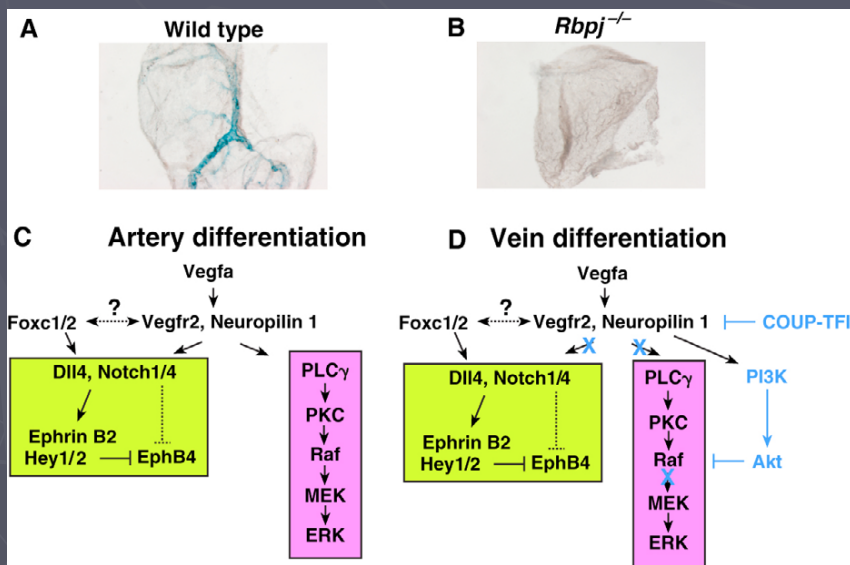 A
Wild type
B
Rbpj⁻/⁻
C
Artery differentiation
Vegfa
?
Foxc1/2
Vegfr2, Neuropilin 1
Dll4, Notch1/4
Ephrin B2
Hey1/2
EphB4
PLCγ
PKC
Raf
MEK
ERK
D
Vein differentiation
Vegfa
?
Foxc1/2
Vegfr2, Neuropilin 1
COUP-TFI
X
X
Dll4, Notch1/4
Ephrin B2
Hey1/2
EphB4
PLCγ
PKC
Raf
X
MEK
ERK
PI3K
Akt